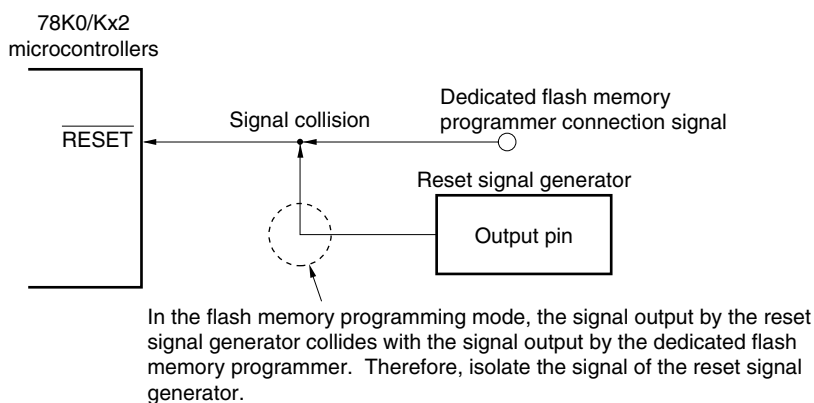 78K0/Kx2
microcontrollers
RESET
Signal collision
Dedicated flash memory
programmer connection signal
Reset signal generator
Output pin
In the flash memory programming mode, the signal output by the reset
signal generator collides with the signal output by the dedicated flash
memory programmer.  Therefore, isolate the signal of the reset signal
generator.